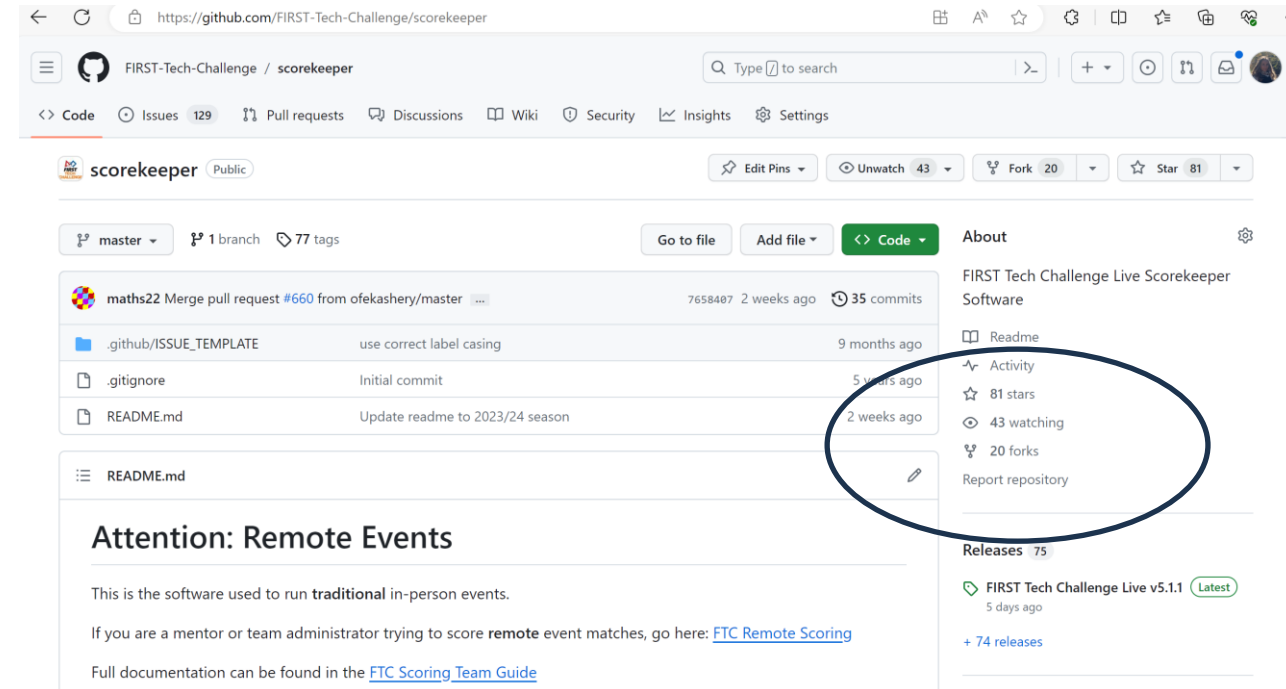 https://github.com/FIRST-Tech-Challenge/scorekeeper
FIRST-Tech-Challenge / scorekeeper
Type / to search
Code Issues 129 Pull requests Discussions Wiki Security Insights Settings
scorekeeper Public
Edit Pins Unwatch 43 Fork 20 Star 81
master 1 branch 77 tags
Go to file Add file Code
maths22 Merge pull request #660 from ofekashery/master ... 7658407 2 weeks ago 35 commits
.github/ISSUE_TEMPLATE use correct label casing 9 months ago
.gitignore Initial commit 5 years ago
README.md Update readme to 2023/24 season 2 weeks ago
README.md
Attention: Remote Events
This is the software used to run traditional in-person events.
If you are a mentor or team administrator trying to score remote event matches, go here: FTC Remote Scoring
Full documentation can be found in the FTC Scoring Team Guide
About
FIRST Tech Challenge Live Scorekeeper
Software
Readme
Activity
81 stars
43 watching
20 forks
Report repository
Releases 75
FIRST Tech Challenge Live v5.1.1 Latest
5 days ago
+ 74 releases